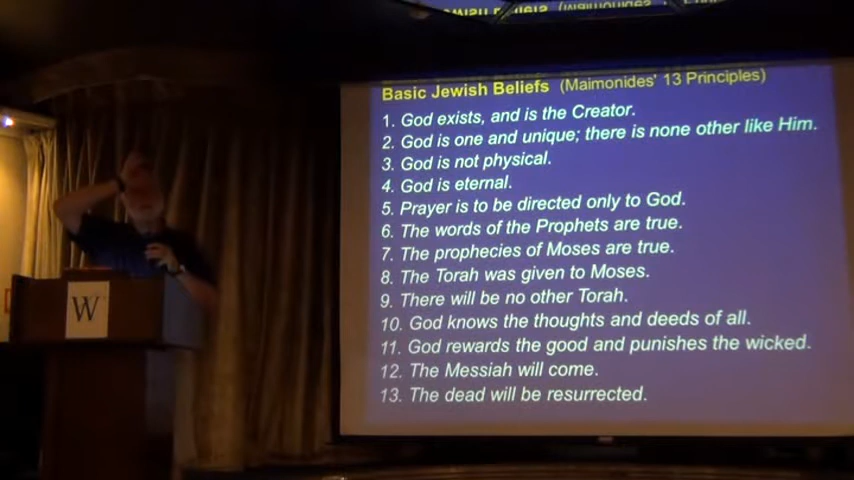 Basic Jewish Beliefs (Maimonides' 13 Principles)
1. God exists, and is the Creator.
2. God is one and unique; there is none other like Him.
3. God is not physical.
4. God is eternal.
5. Prayer is to be directed only to God.
6. The words of the Prophets are true.
7. The prophecies of Moses are true.
8. The Torah was given to Moses.
9. There will be no other Torah.
10. God knows the thoughts and deeds of all.
11. God rewards the good and punishes the wicked.
12. The Messiah will come.
13. The dead will be resurrected.
W